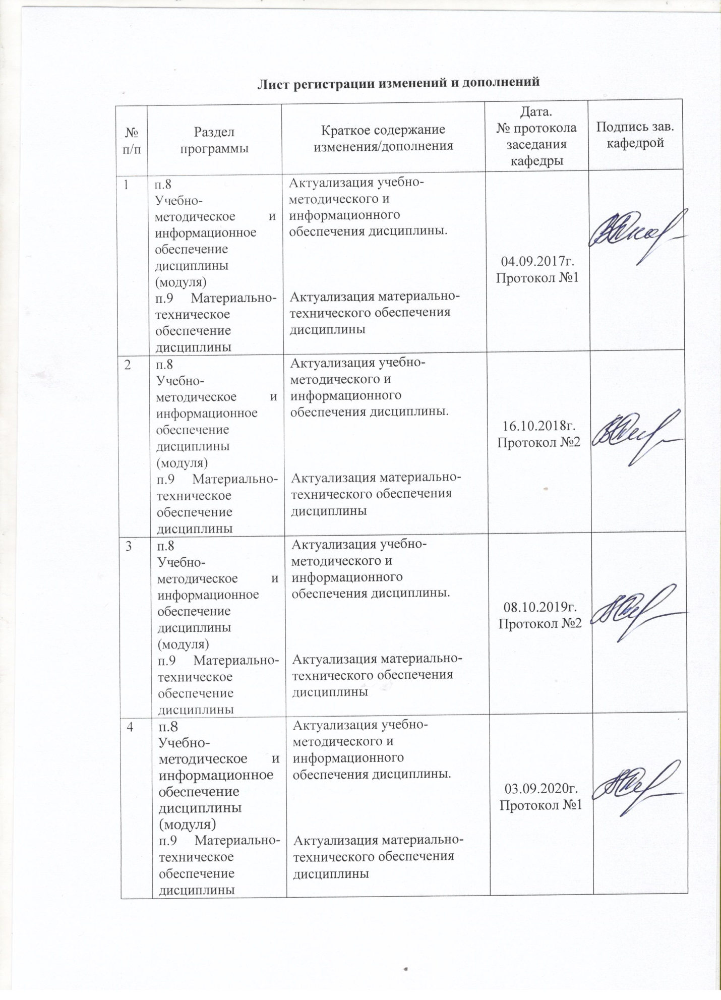 Лист регистрации изменений и дополнений
№
п/п
Раздел
программы
Краткое содержание
изменения/дополнения
Дата.
№ протокола
заседания
кафедры
Подпись зав.
кафедрой
1
п.8
Учебно-
методическое и
информационное
обеспечение
дисциплины
(модуля)
п.9 Материально-
техническое
обеспечение
дисциплины
Актуализация учебно-
методического и
информационного
обеспечения дисциплины.
Актуализация материально-
технического обеспечения
дисциплины
04.09.2017г.
Протокол №1
2
п.8
Учебно-
методическое и
информационное
обеспечение
дисциплины
(модуля)
п.9 Материально-
техническое
обеспечение
дисциплины
Актуализация учебно-
методического и
информационного
обеспечения дисциплины.
Актуализация материально-
технического обеспечения
дисциплины
16.10.2018г.
Протокол №2
3
п.8
Учебно-
методическое и
информационное
обеспечение
дисциплины
(модуля)
п.9 Материально-
техническое
обеспечение
дисциплины
Актуализация учебно-
методического и
информационного
обеспечения дисциплины.
Актуализация материально-
технического обеспечения
дисциплины
08.10.2019г.
Протокол №2
4
п.8
Учебно-
методическое и
информационное
обеспечение
дисциплины
(модуля)
п.9 Материально-
техническое
обеспечение
дисциплины
Актуализация учебно-
методического и
информационного
обеспечения дисциплины.
Актуализация материально-
технического обеспечения
дисциплины
03.09.2020г.
Протокол №1